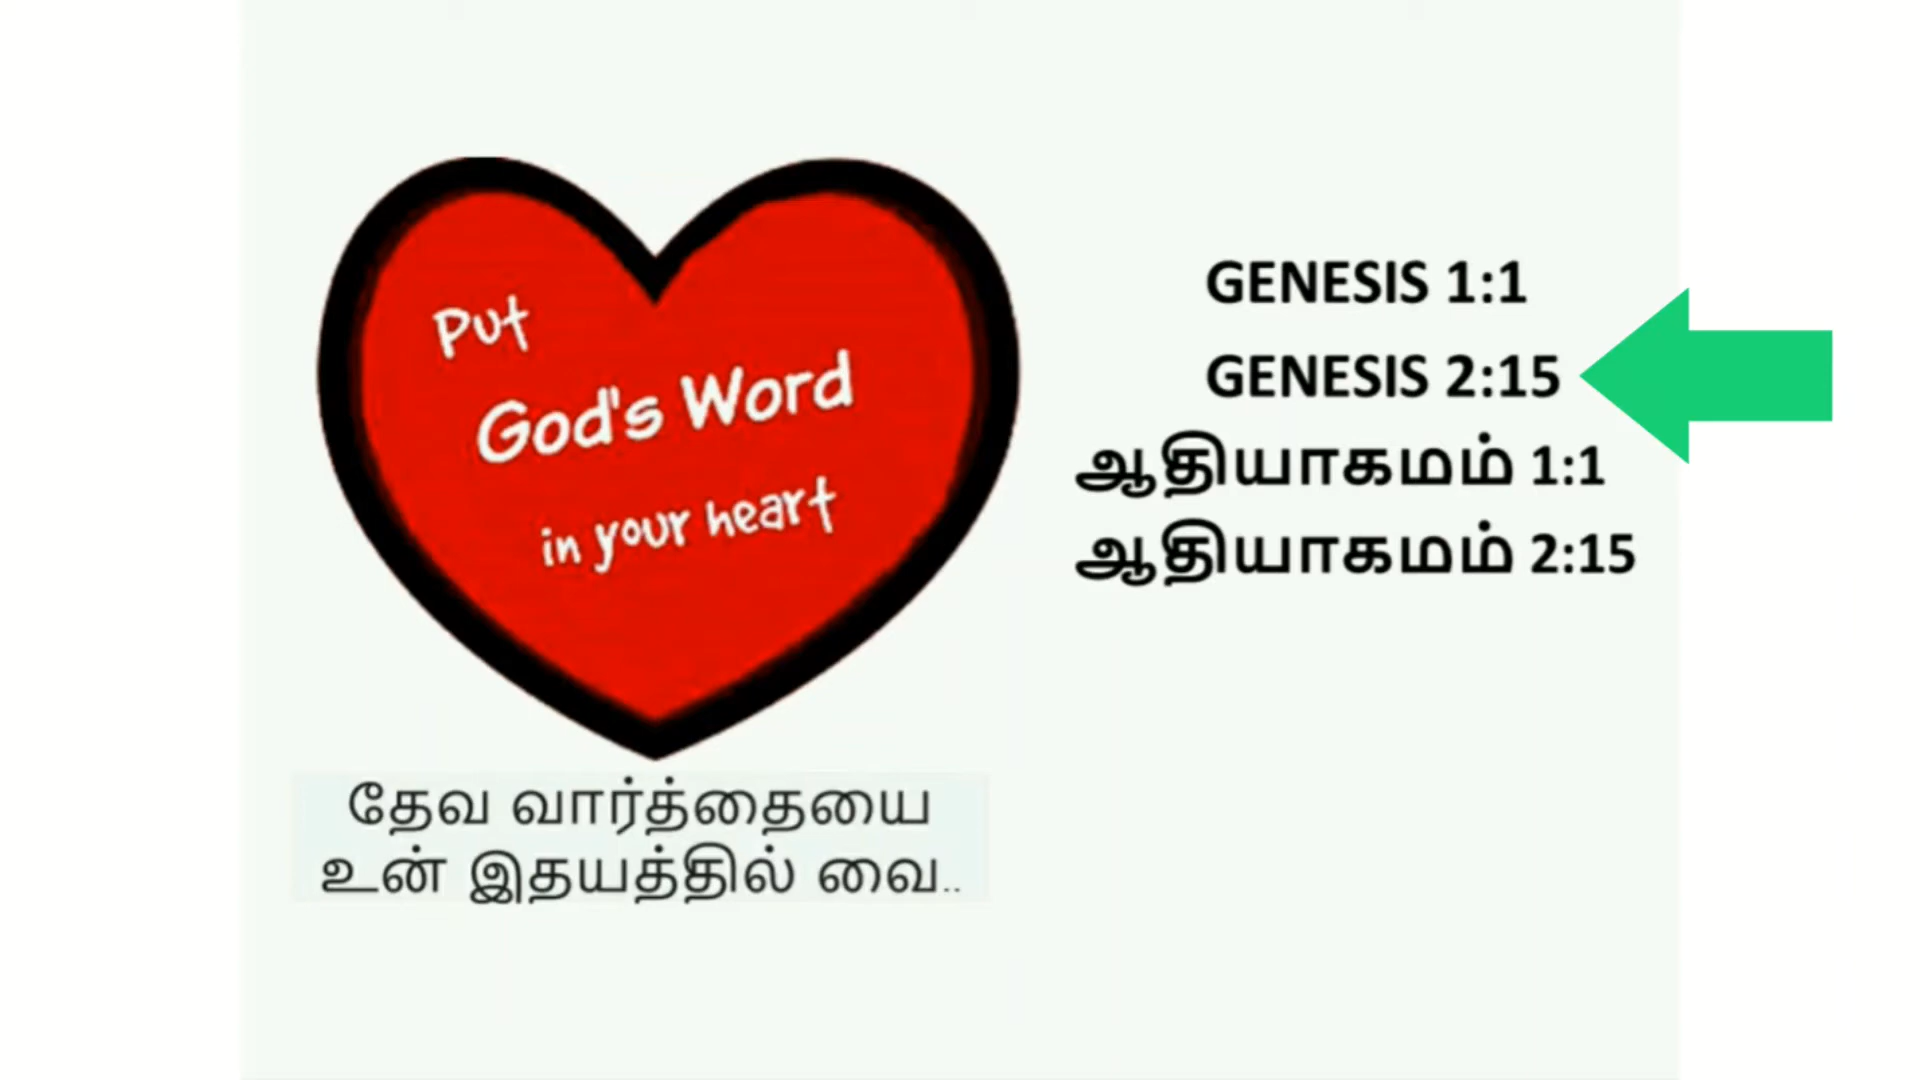 Put
God's Word
in your heart
GENESIS 1:1
GENESIS 2:15
ஆதியாகமம் 1:1
ஆதியாகமம் 2:15
தேவ வார்த்தையை
உன் இதயத்தில் வை..